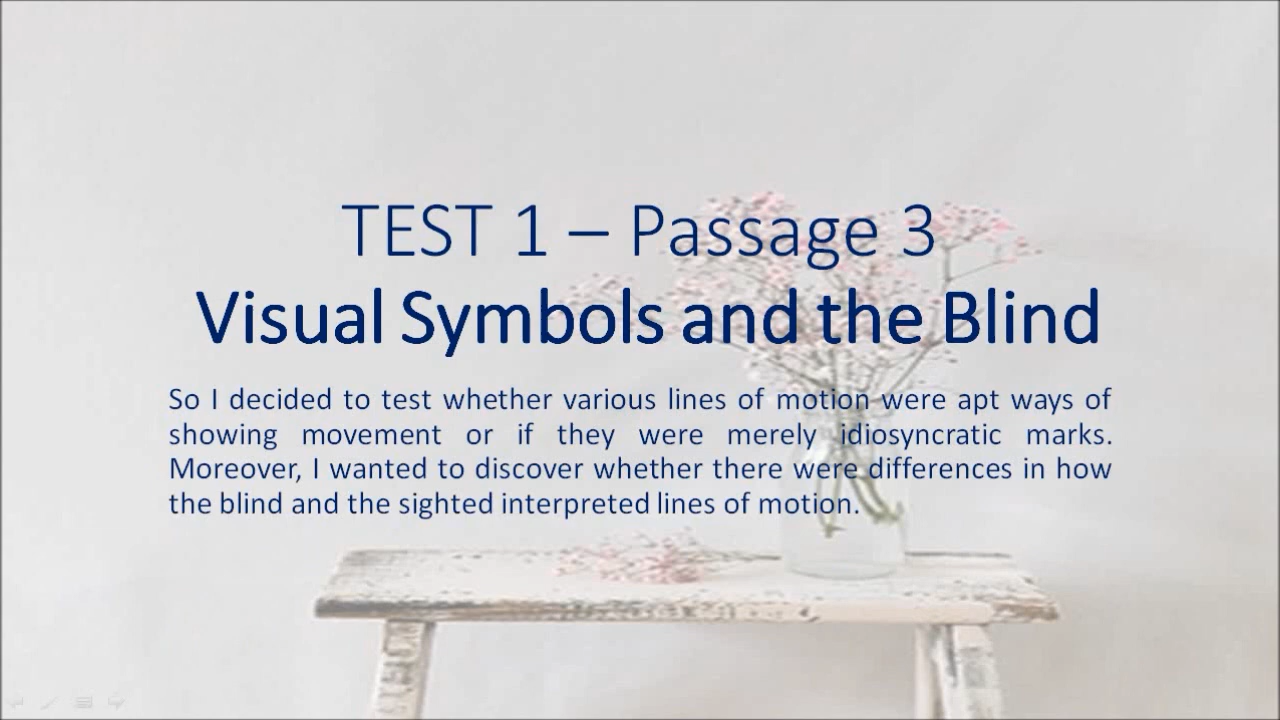 TEST 1 – Passage 3
Visual Symbols and the Blind
So I decided to test whether various lines of motion were apt ways of
showing movement or if they were merely idiosyncratic marks.
Moreover, I wanted to discover whether there were differences in how
the blind and the sighted interpreted lines of motion.